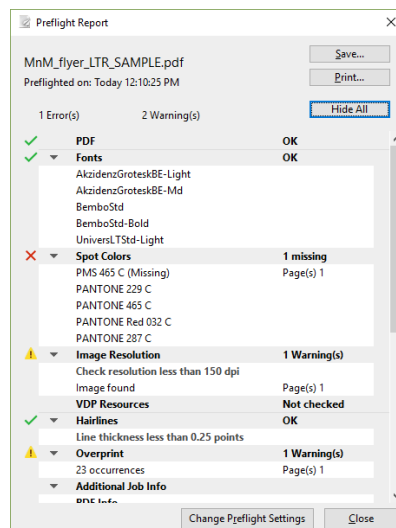 Preflight Report
MnM_flyer_LTR_SAMPLE.pdf
Save...
Preflighted on: Today 12:10:25 PM
Print...
1 Error(s) 2 Warning(s)
Hide All
PDF OK
Fonts OK
AkzidenzGroteskBE-Light
AkzidenzGroteskBE-Md
BemboStd
BemboStd-Bold
UniversLTStd-Light
Spot Colors 1 missing
PMS 465 C (Missing) Page(s) 1
PANTONE 229 C
PANTONE 465 C
PANTONE Red 032 C
PANTONE 287 C
Image Resolution 1 Warning(s)
Check resolution less than 150 dpi
Image found Page(s) 1
VDP Resources Not checked
Hairlines OK
Line thickness less than 0.25 points
Overprint 1 Warning(s)
23 occurrences Page(s) 1
Additional Job Info
PDF Info
Change Preflight Settings Close